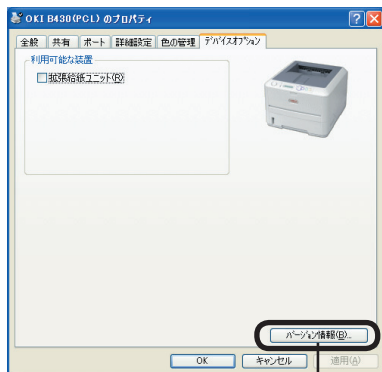 OKI B430(PCL) のプロパティ
全般 共有 ポート 詳細設定 色の管理 デバイスオプション
利用可能な装置
拡張給紙ユニット(R)
バージョン情報(B)...
OK キャンセル 適用(A)